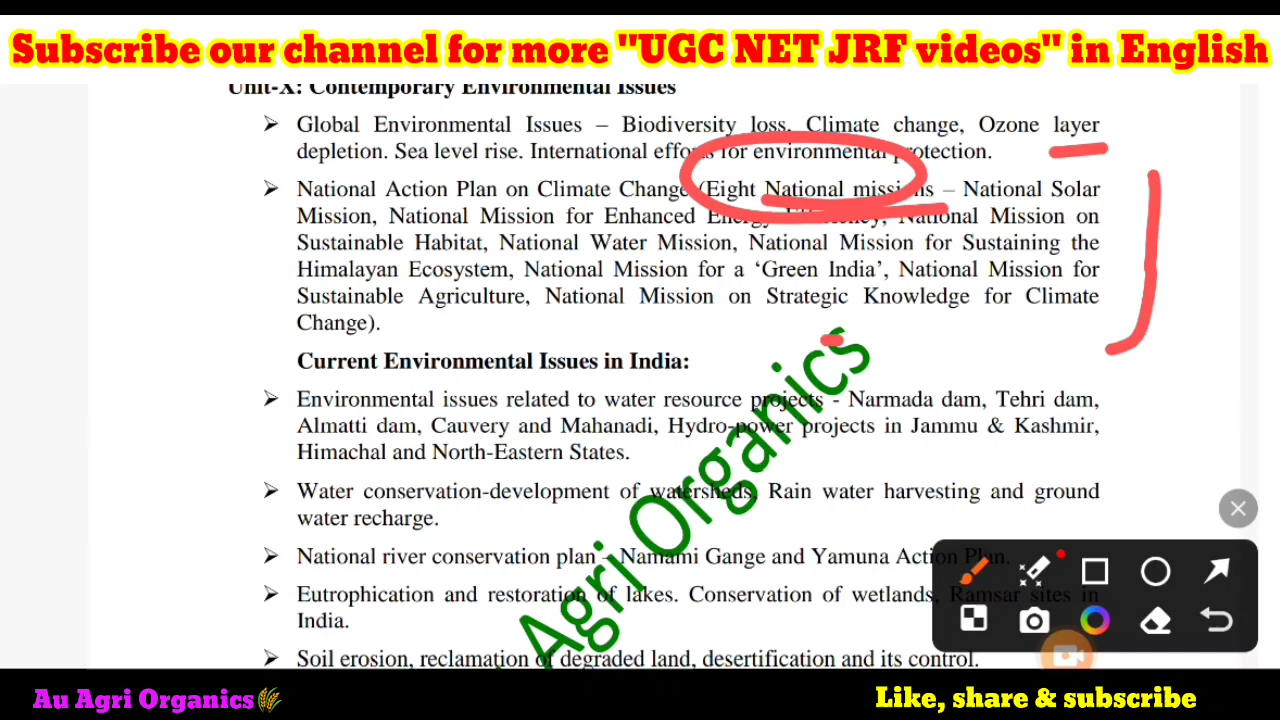 Subscribe our channel for more "UGC NET JRF videos" in English
Unit-X: Contemporary Environmental Issues
➢ Global Environmental Issues – Biodiversity loss. Climate change, Ozone layer
depletion. Sea level rise. International efforts for environmental protection.
➢ National Action Plan on Climate Change (Eight National missions – National Solar
Mission, National Mission for Enhanced Energy Efficiency, National Mission on
Sustainable Habitat, National Water Mission, National Mission for Sustaining the
Himalayan Ecosystem, National Mission for a ‘Green India’, National Mission for
Sustainable Agriculture, National Mission on Strategic Knowledge for Climate
Change).
Current Environmental Issues in India:
➢ Environmental issues related to water resource projects - Narmada dam, Tehri dam,
Almatti dam, Cauvery and Mahanadi, Hydro-power projects in Jammu & Kashmir,
Himachal and North-Eastern States.
➢ Water conservation-development of watersheds, Rain water harvesting and ground
water recharge.
➢ National river conservation plan – Namami Gange and Yamuna Action Plan.
➢ Eutrophication and restoration of lakes. Conservation of wetlands, Ramsar sites in
India.
➢ Soil erosion, reclamation of degraded land, desertification and its control.
Agri Organics
Au Agri Organics🌾
Like, share & subscribe